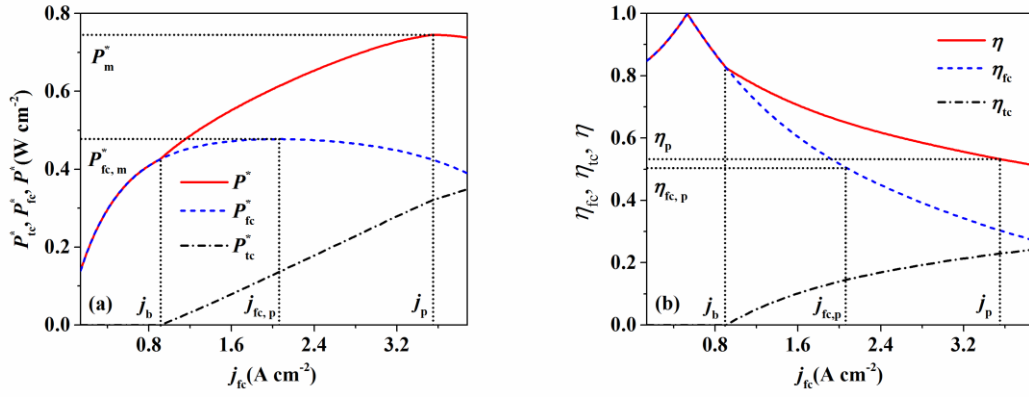 0.8
0.6
0.4
0.2
0.0
P*tc, P*fc, P* (W cm⁻²)
P*m
P*fc, m
P*
P*fc
P*tc
(a)
jb
jfc, p
jp
0.8 1.6 2.4 3.2
jfc(A cm⁻²)
1.0
0.8
0.6
0.4
0.2
0.0
ηfc, ηtc, η
η
ηfc
ηtc
ηp
ηfc, p
(b)
jb
jfc,p
jp
0.8 1.6 2.4 3.2
jfc(A cm⁻²)